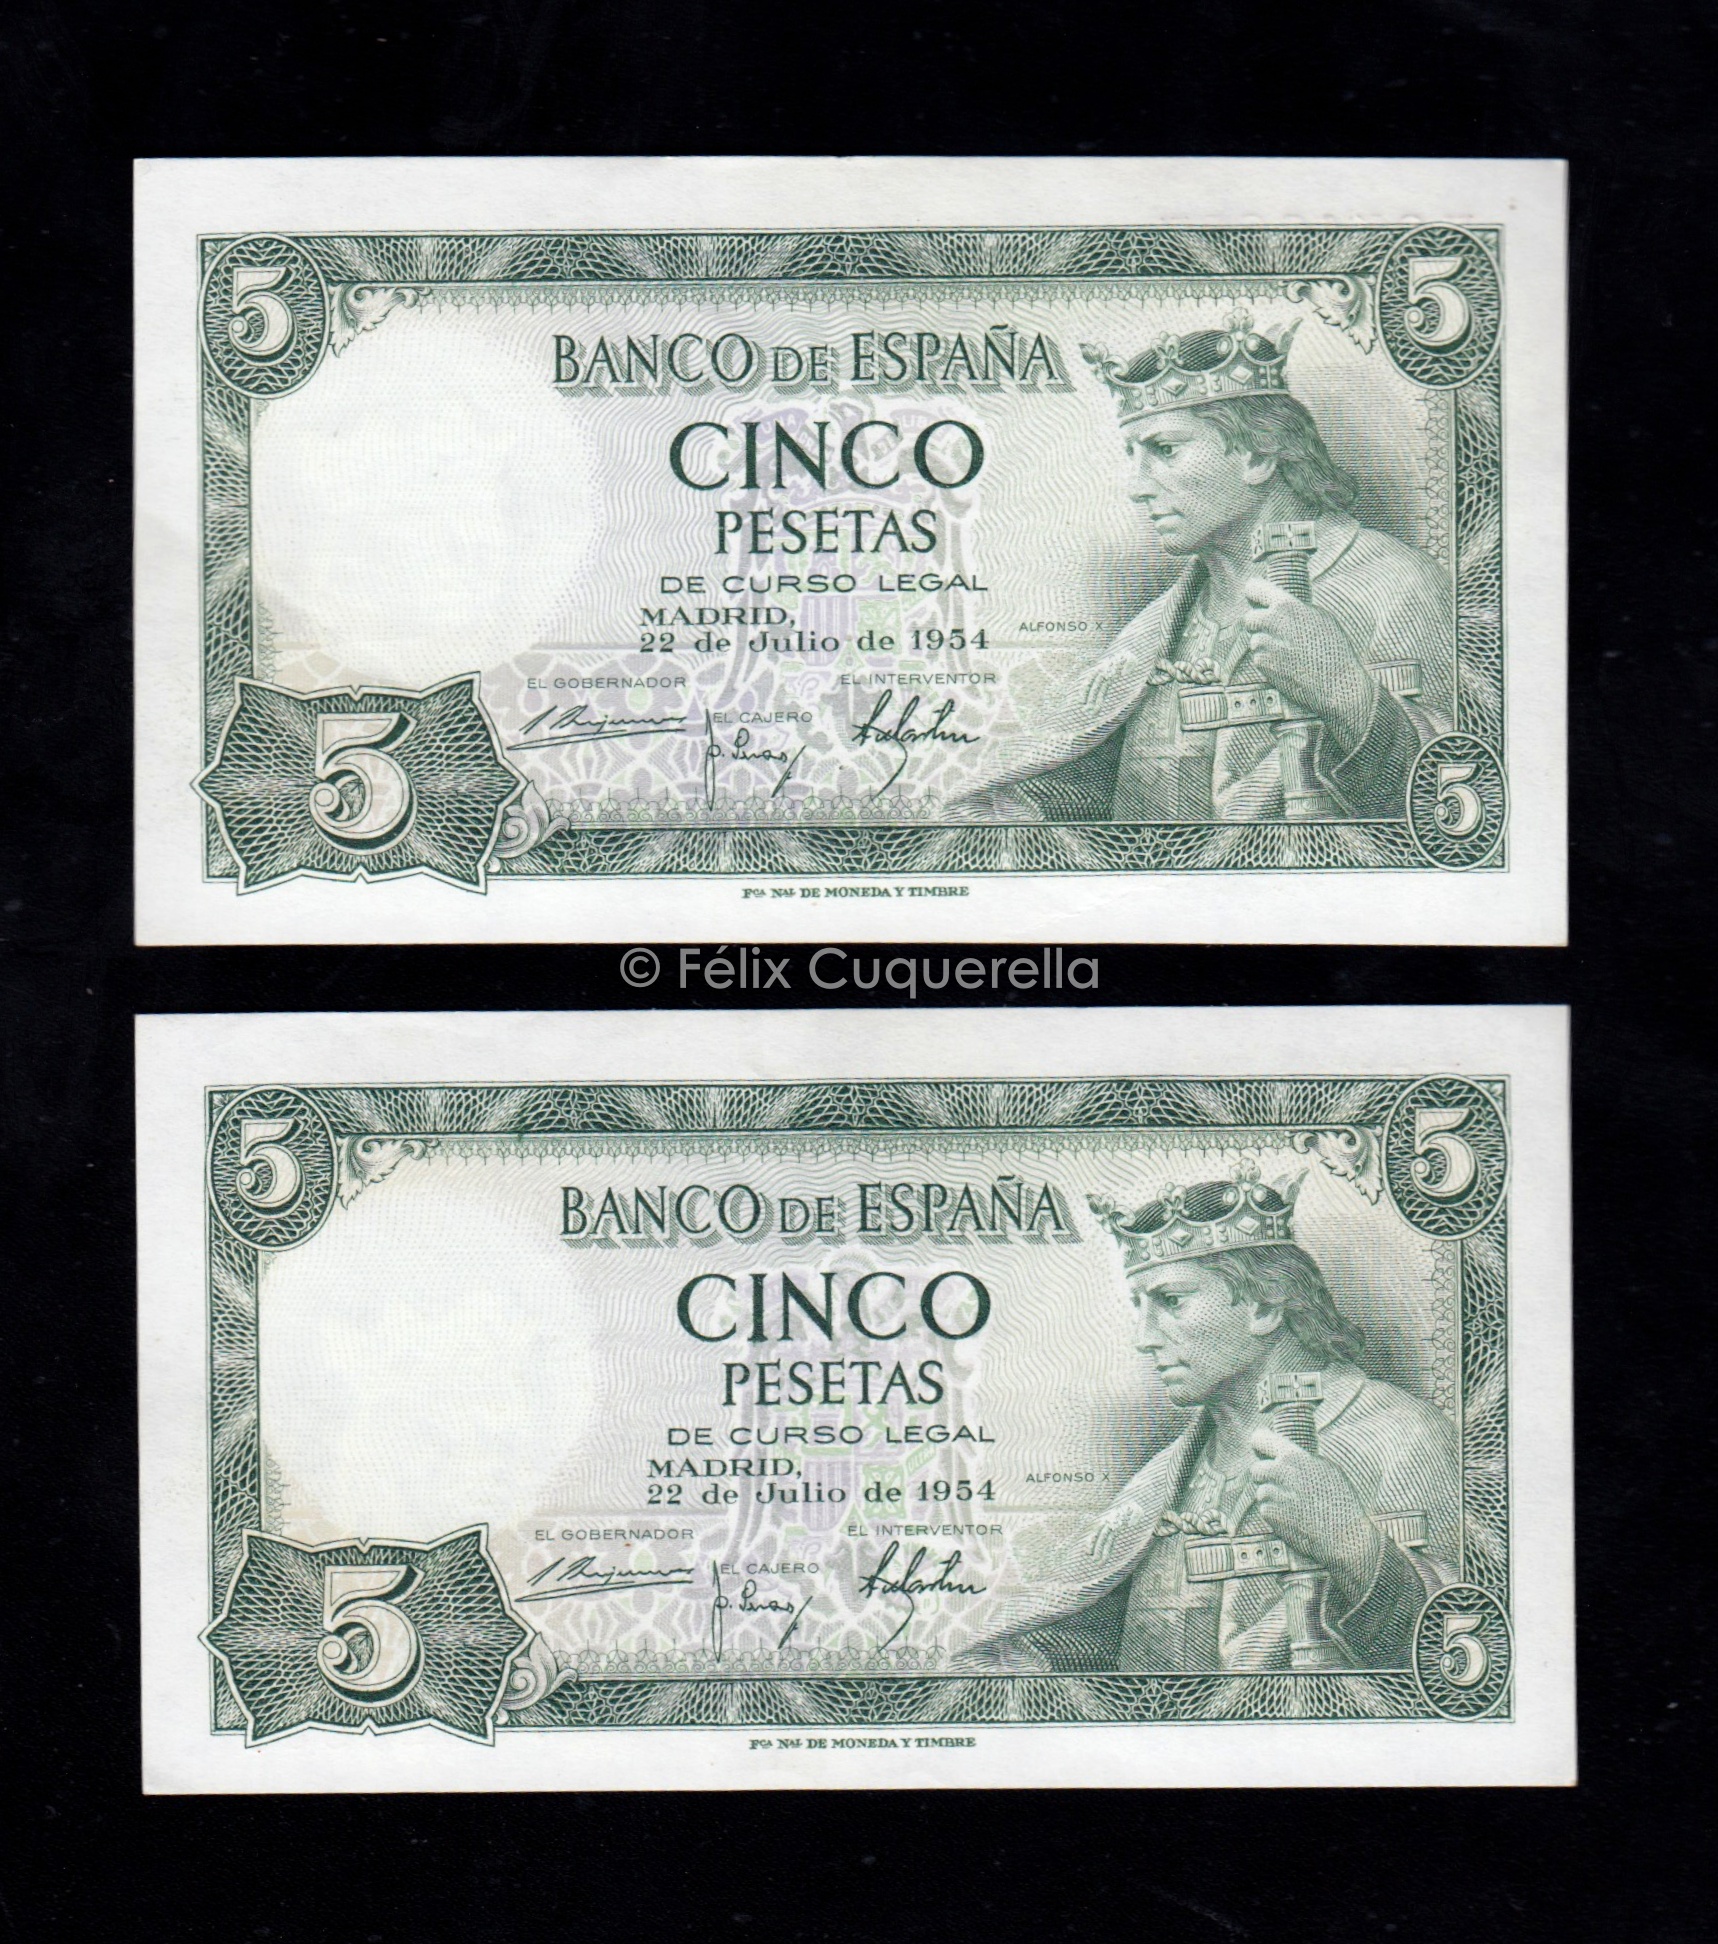 5 5
BANCO DE ESPAÑA
CINCO
PESETAS
DE CURSO LEGAL
MADRID,
22 de Julio de 1954
ALFONSO X
EL GOBERNADOR
EL INTERVENTOR
EL CAJERO
5 5
FCA NAL DE MONEDA Y TIMBRE
© Félix Cuquerella
5 5
BANCO DE ESPAÑA
CINCO
PESETAS
DE CURSO LEGAL
MADRID,
22 de Julio de 1954
ALFONSO X
EL GOBERNADOR
EL INTERVENTOR
EL CAJERO
5 5
FCA NAL DE MONEDA Y TIMBRE